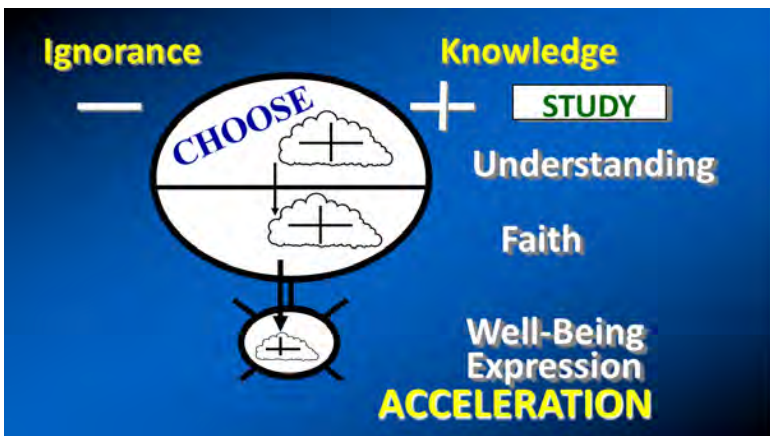 Ignorance
Knowledge
CHOOSE
STUDY
Understanding
Faith
Well-Being
Expression
ACCELERATION